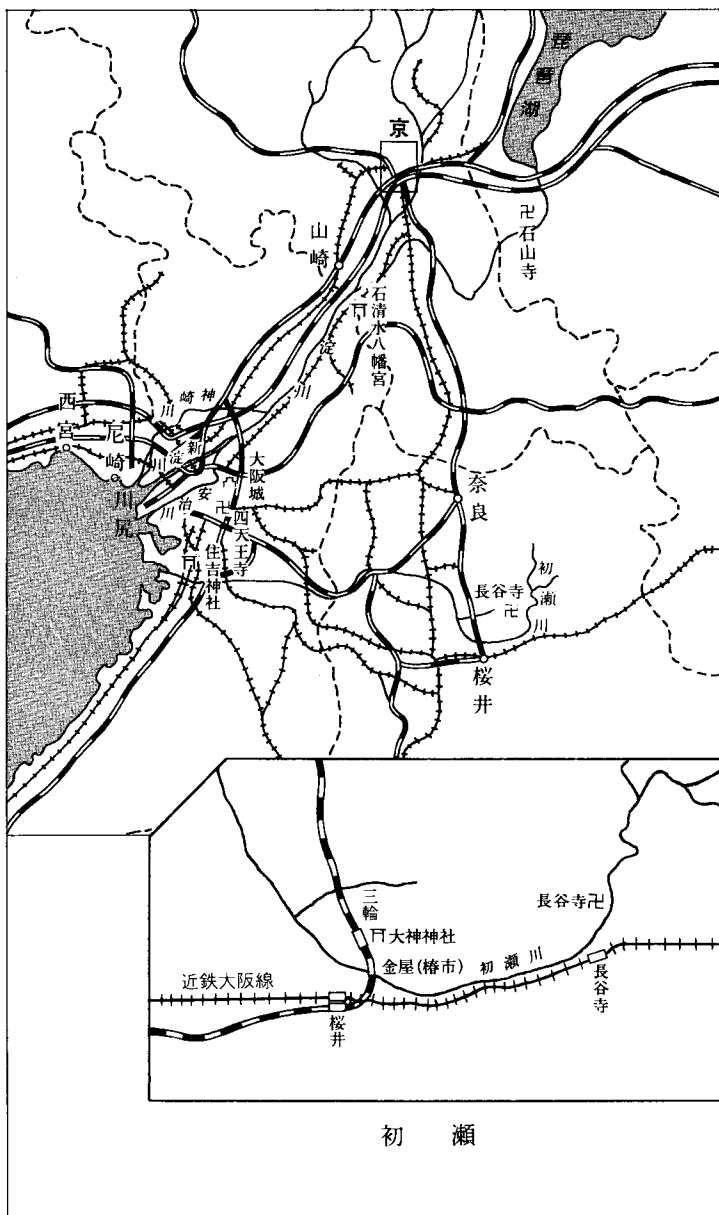 琵琶湖
京
卍石山寺
山崎
石清水八幡宮
淀川
神崎川
西宮
尼崎
川尻
新淀川
大阪城
安治川
卍四天王寺
住吉神社
奈良
長谷寺卍
初瀬川
桜井
三輪
大神神社
金屋(椿市)
初瀬川
長谷寺卍
長谷寺
近鉄大阪線
桜井
初瀬